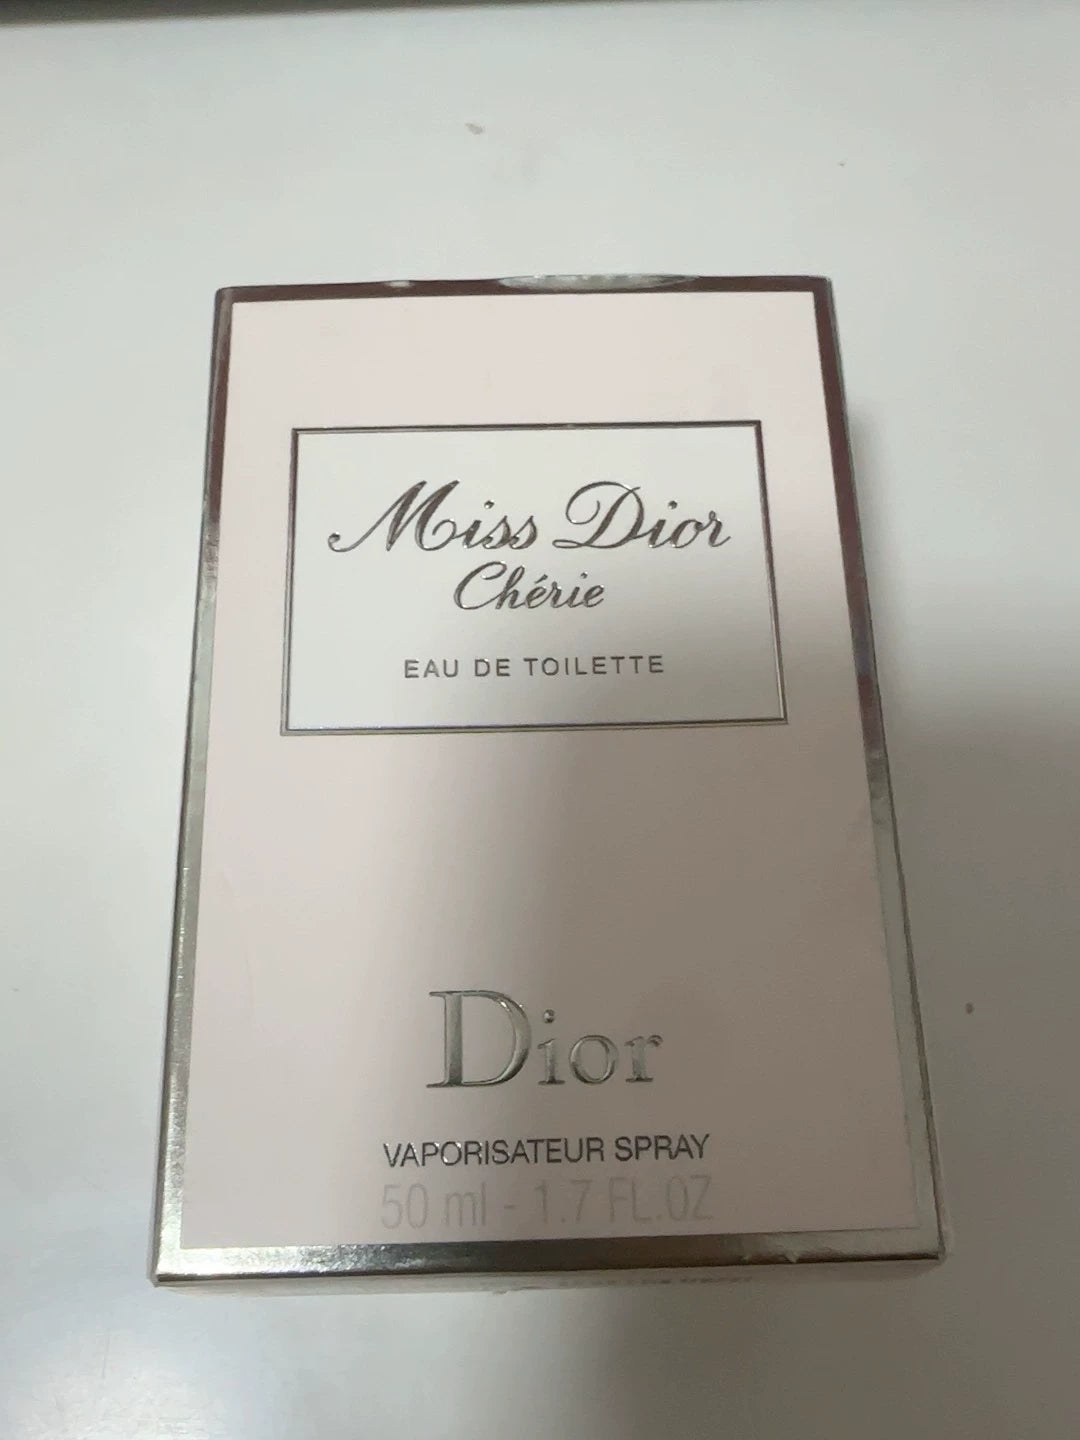 Miss Dior
Chérie
EAU DE TOILETTE
Dior
VAPORISATEUR SPRAY
50 ml - 1.7 FL.OZ